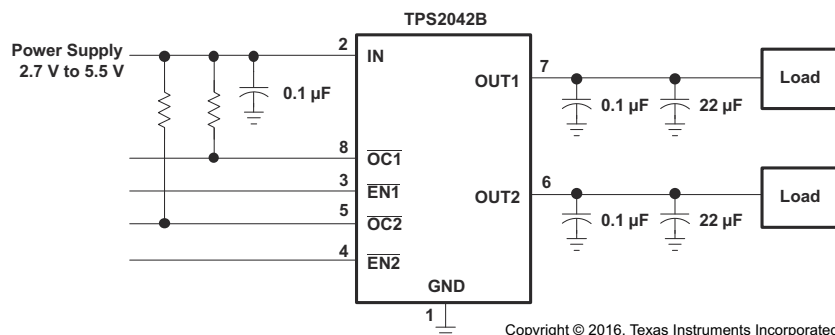 TPS2042B
Power Supply
2.7 V to 5.5 V
2
IN
0.1 µF
8
OC1
3
EN1
5
OC2
4
EN2
GND
1
OUT1
7
0.1 µF
22 µF
Load
OUT2
6
0.1 µF
22 µF
Load
Copyright © 2016, Texas Instruments Incorporated